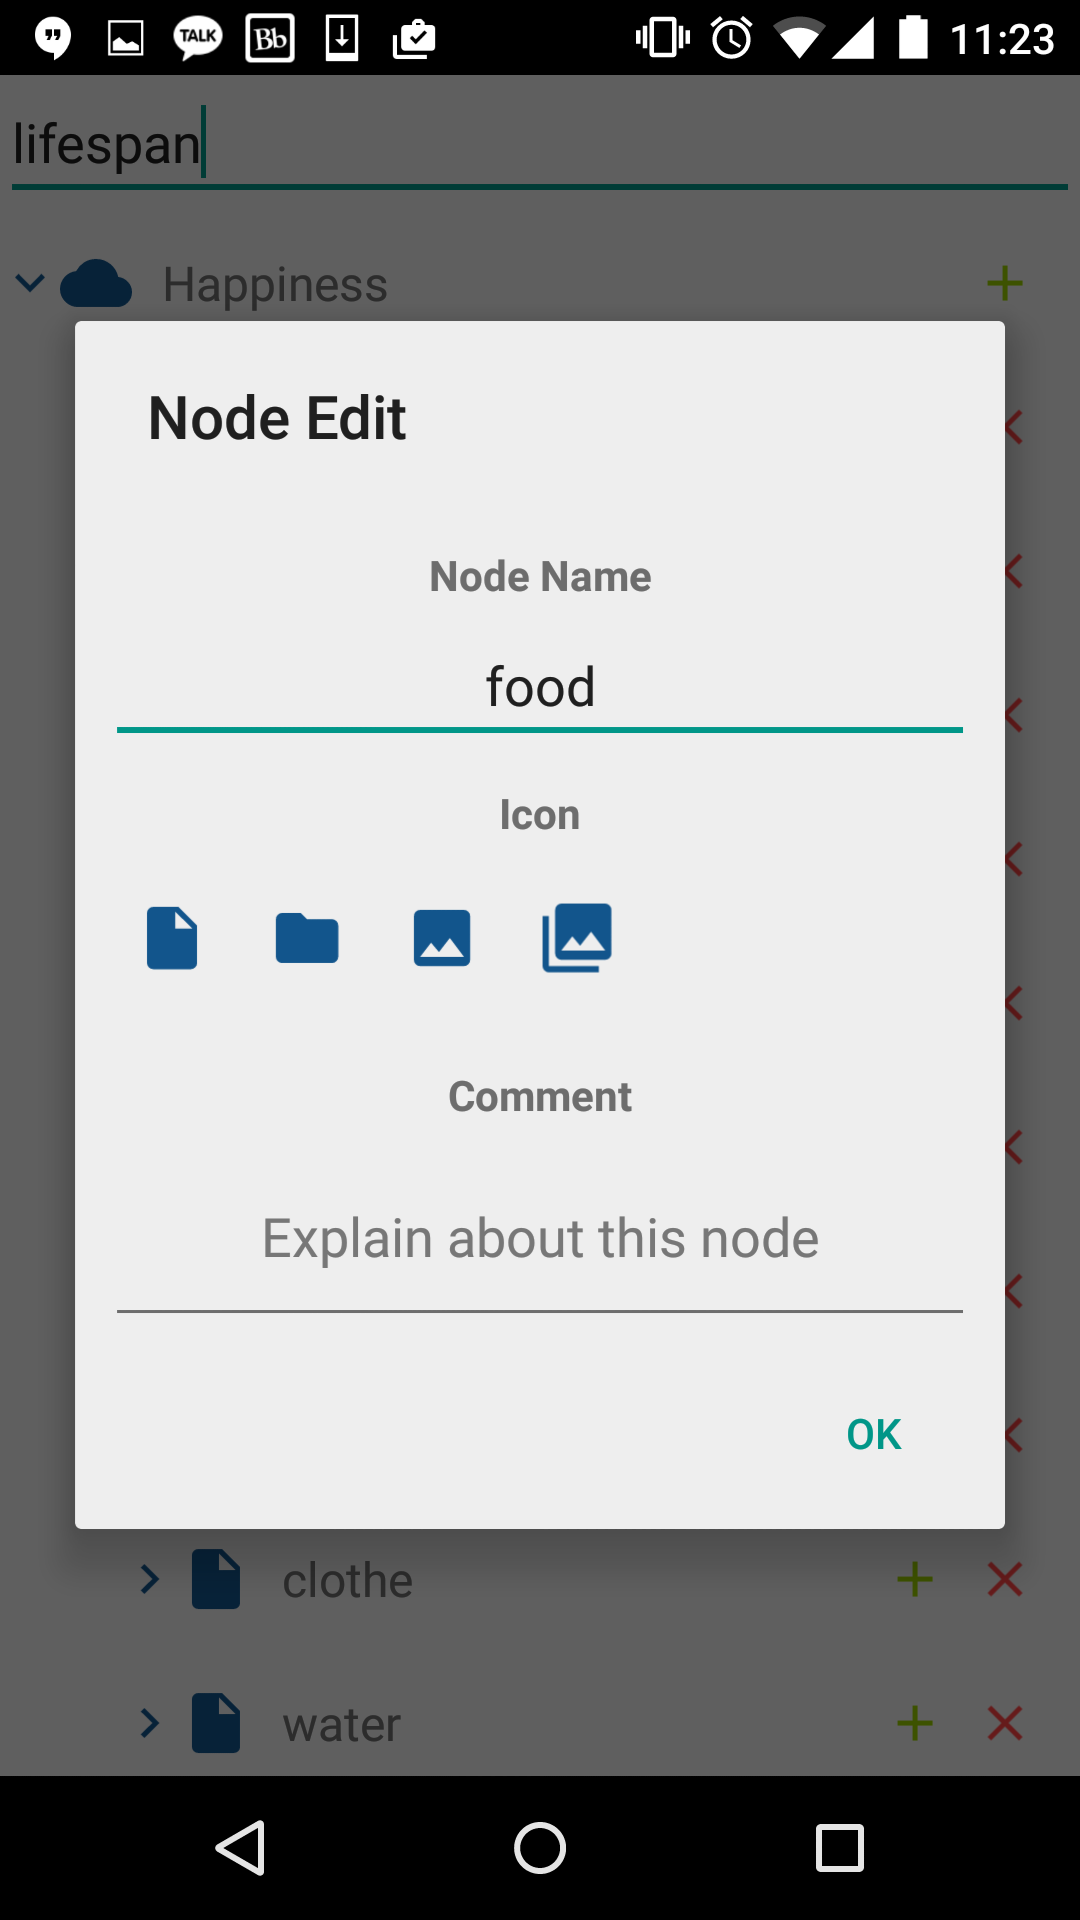 TALK Bb 11:23
lifespan
Happiness
Node Edit
Node Name
food
Icon
Comment
Explain about this node
OK
clothe
water